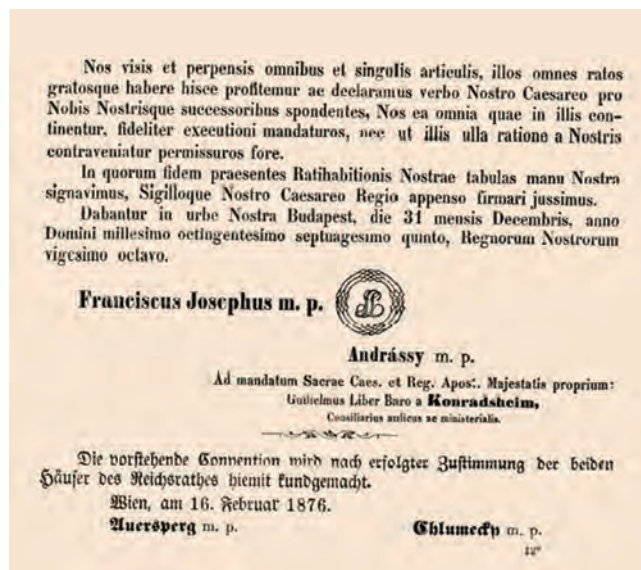 Nos visis et perpensis omnibus et singulis articulis, illos omnes ratos
gratosque habere hisce profitemur ac declaramus verbo Nostro Caesareo pro
Nobis Nostrisque successoribus spondentes, Nos ea omnia quae in illis con-
tinentur, fideliter executioni mandaturos, nec ut illis ulla ratione a Nostris
contraveniatur permissuros fore.
In quorum fidem praesentes Ratihabitionis Nostrae tabulas manu Nostra
signavimus, Sigilloque Nostro Caesareo Regio appenso firmari jussimus.
Dabantur in urbe Nostra Budapest, die 31 mensis Decembris, anno
Domini millesimo octingentesimo septuagesimo quinto, Regnorum Nostrorum
vigesimo octavo.
Franciscus Josephus m. p.
Andrássy m. p.
Ad mandatum Sacrae Caes. et Reg. Apost. Majestatis proprium:
Guilielmus Liber Baro a Konradsheim,
Consiliarius aulicus ac ministerialis.
Die vorstehende Convention wird nach erfolgter Zustimmung der beiden
Häuser des Reichsrathes hiemit kundgemacht.
Wien, am 16. Februar 1876.
Auersperg m. p. Chlumecky m. p.